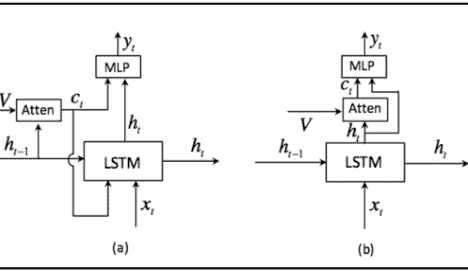 y_t
MLP
V
Atten
c_t
h_t
h_{t-1}
LSTM
h_t
x_t
(a)
y_t
MLP
c_t
Atten
V
h_t
h_{t-1}
LSTM
h_t
x_t
(b)